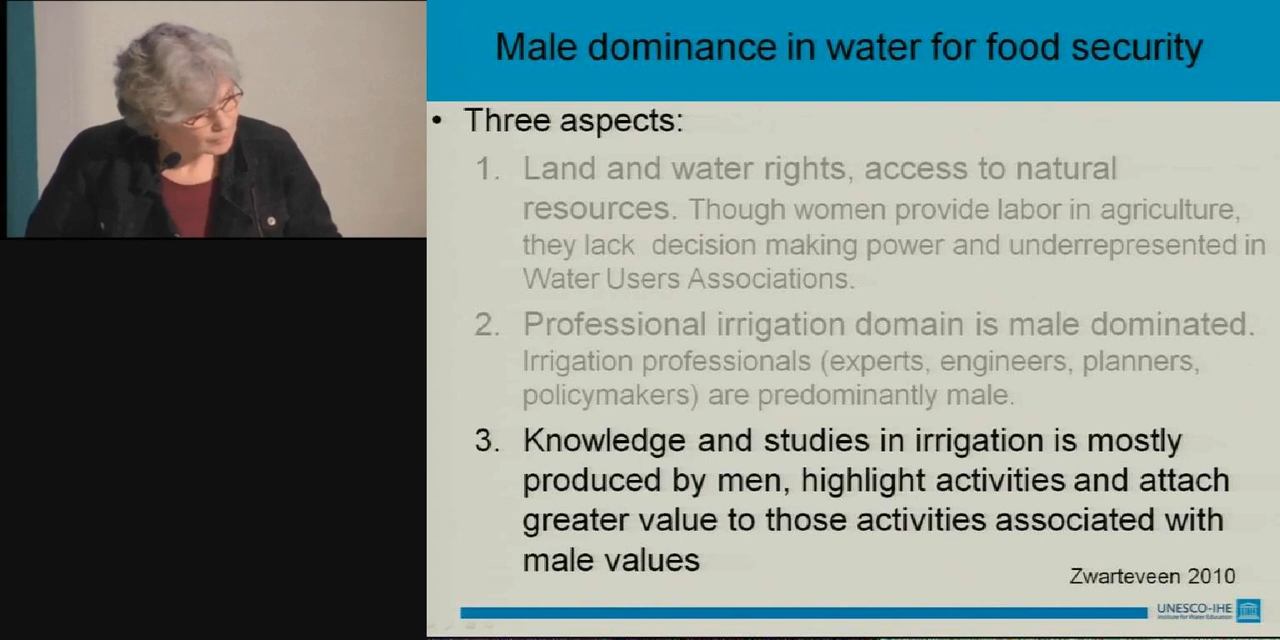 Male dominance in water for food security
• Three aspects:
1. Land and water rights, access to natural
resources. Though women provide labor in agriculture,
they lack decision making power and underrepresented in
Water Users Associations.
2. Professional irrigation domain is male dominated.
Irrigation professionals (experts, engineers, planners,
policymakers) are predominantly male.
3. Knowledge and studies in irrigation is mostly
produced by men, highlight activities and attach
greater value to those activities associated with
male values
Zwarteveen 2010
UNESCO-IHE
Institute for Water Education